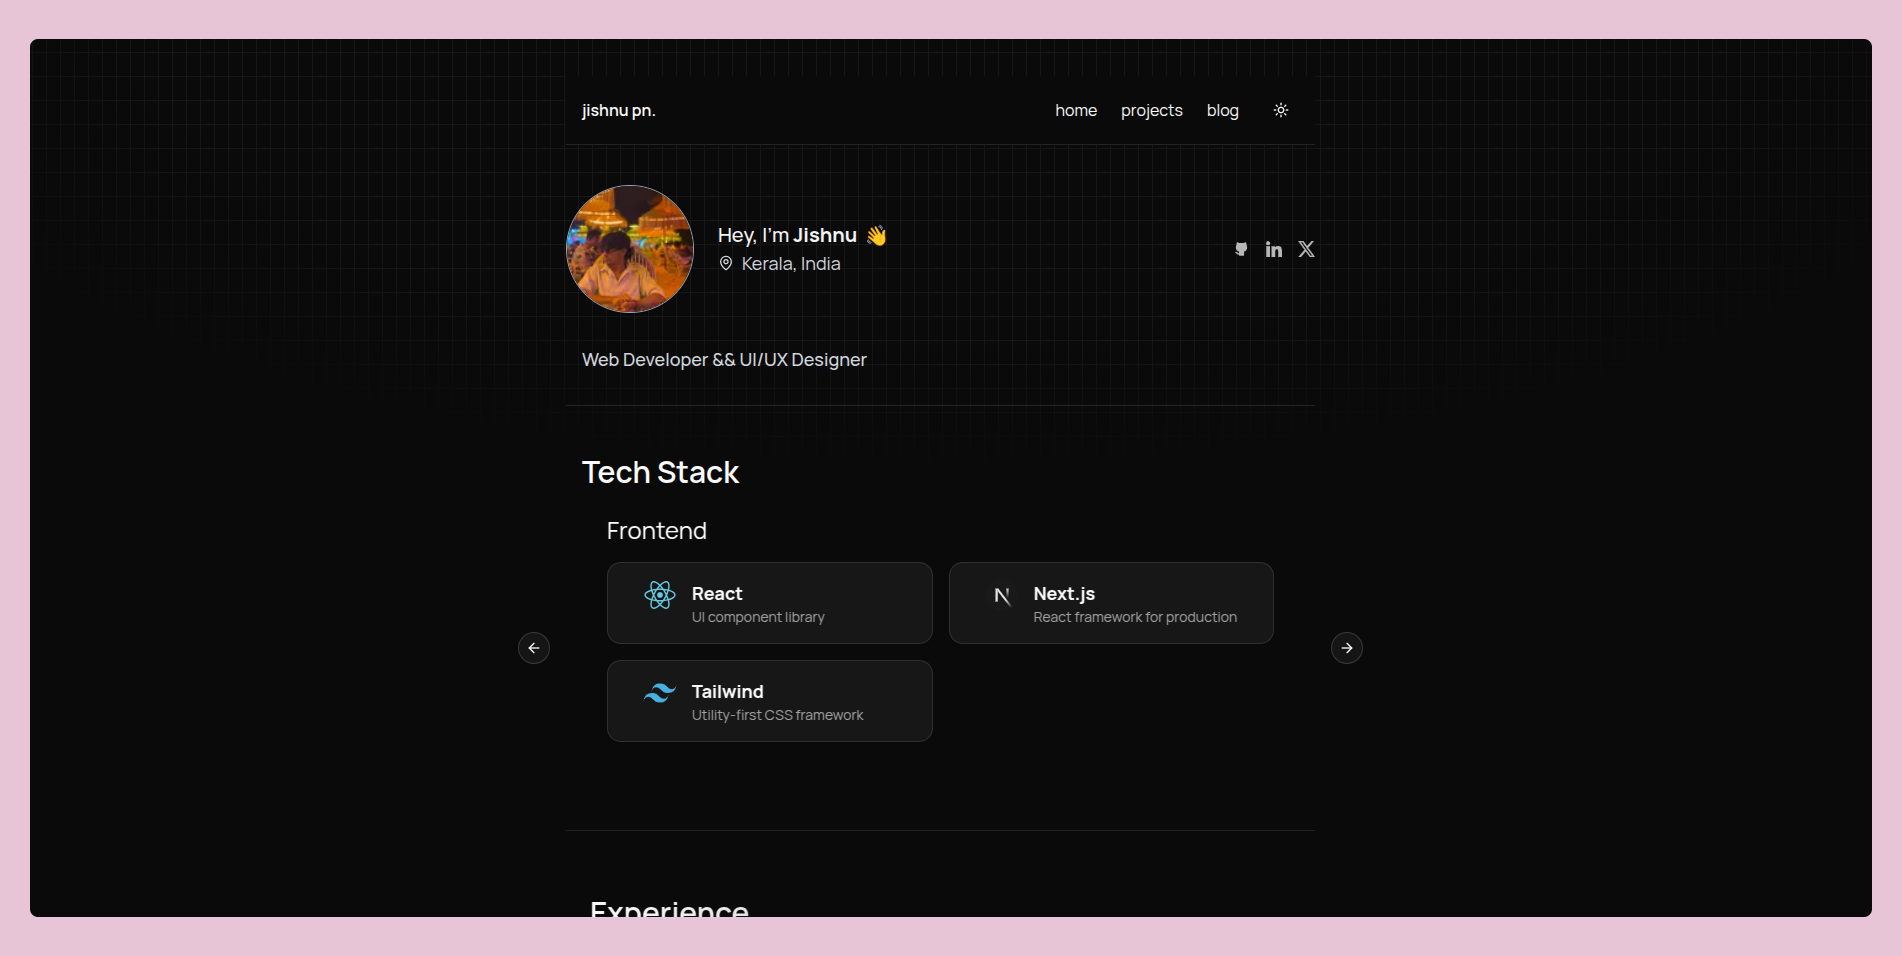 jishnu pn.
home projects blog
Hey, I'm Jishnu 👋
Kerala, India
Web Developer && UI/UX Designer
Tech Stack
Frontend
React
UI component library
Next.js
React framework for production
Tailwind
Utility-first CSS framework
Experience